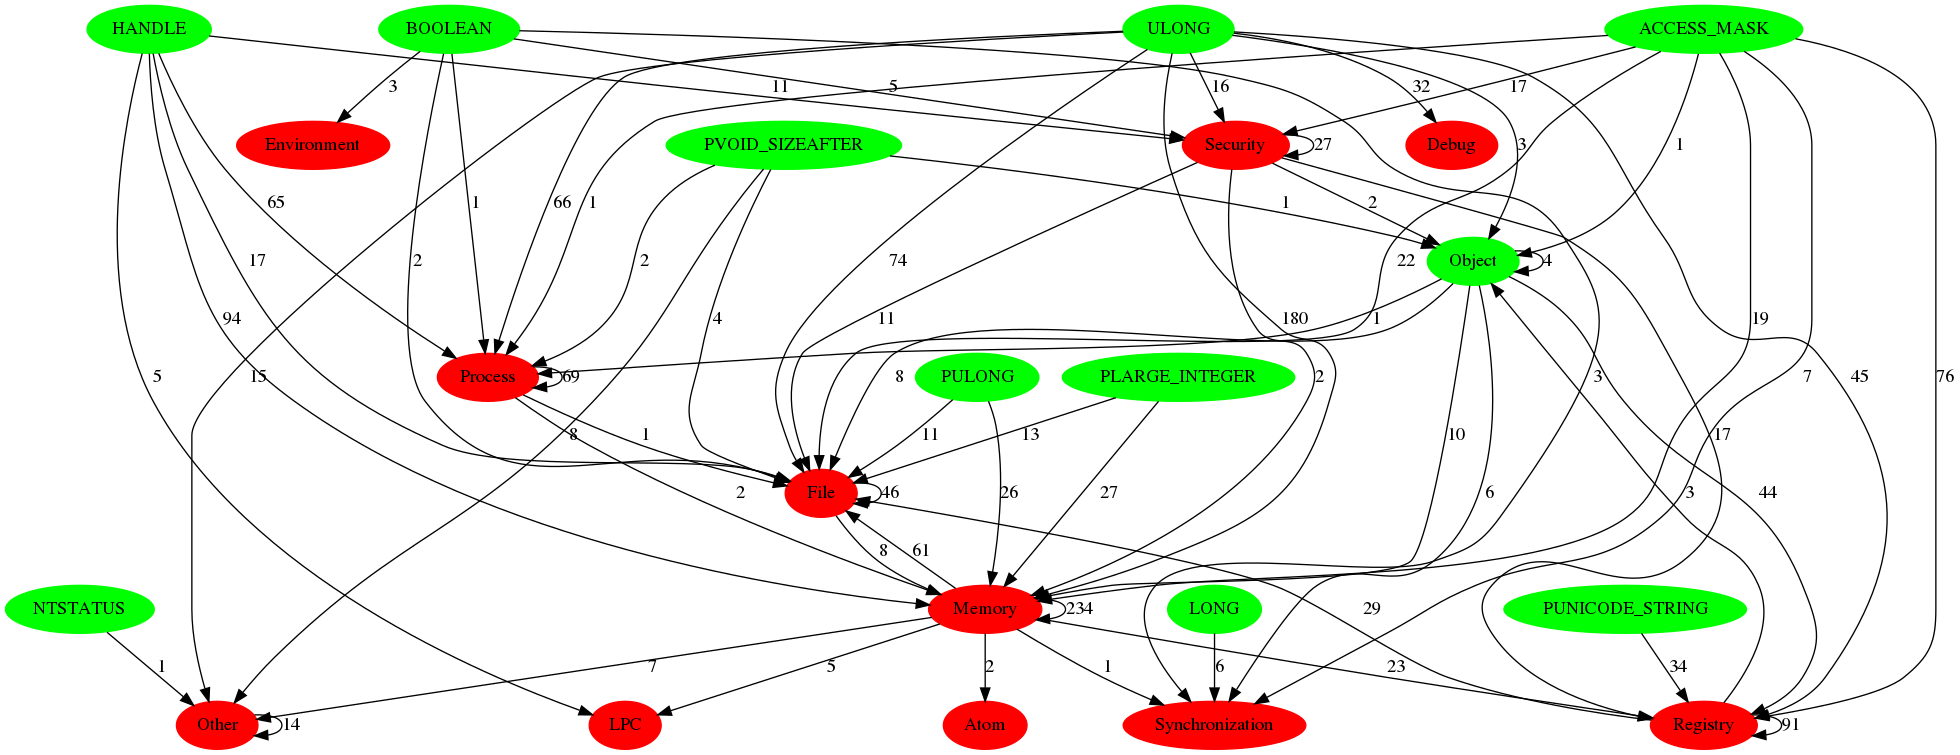 HANDLE
BOOLEAN
ULONG
ACCESS_MASK
3
11
5
16
32
17
Environment
PVOID_SIZEAFTER
Security
27
Debug
65
1
66
1
1
2
3
1
17
2
2
74
22
Object
4
94
4
11
180
1
19
5
15
Process
69
8
PULONG
PLARGE_INTEGER
2
3
7
45
76
8
1
11
13
10
17
2
File
46
26
27
6
3
44
8
61
NTSTATUS
Memory
234
LONG
29
PUNICODE_STRING
1
7
5
2
1
6
23
34
Other
14
LPC
Atom
Synchronization
Registry
91